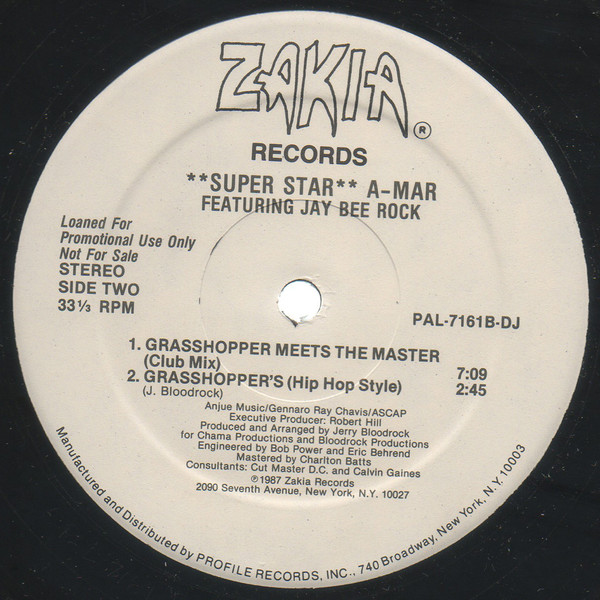 ZAKIA ®
RECORDS
**SUPER STAR** A-MAR
FEATURING JAY BEE ROCK
Loaned For
Promotional Use Only
Not For Sale
STEREO
SIDE TWO
33 1/3 RPM
PAL-7161B-DJ
1. GRASSHOPPER MEETS THE MASTER
(Club Mix) 7:09
2. GRASSHOPPER'S (Hip Hop Style) 2:45
(J. Bloodrock)
Anjue Music/Gennaro Ray Chavis/ASCAP
Executive Producer: Robert Hill
Produced and Arranged by Jerry Bloodrock
for Chama Productions and Bloodrock Productions
Engineered by Bob Power and Eric Behrend
Mastered by Charlton Batts
Consultants: Cut Master D.C. and Calvin Gaines
℗1987 Zakia Records
2090 Seventh Avenue, New York, N.Y. 10027
Manufactured and Distributed by PROFILE RECORDS, INC., 740 Broadway, New York, N.Y. 10003